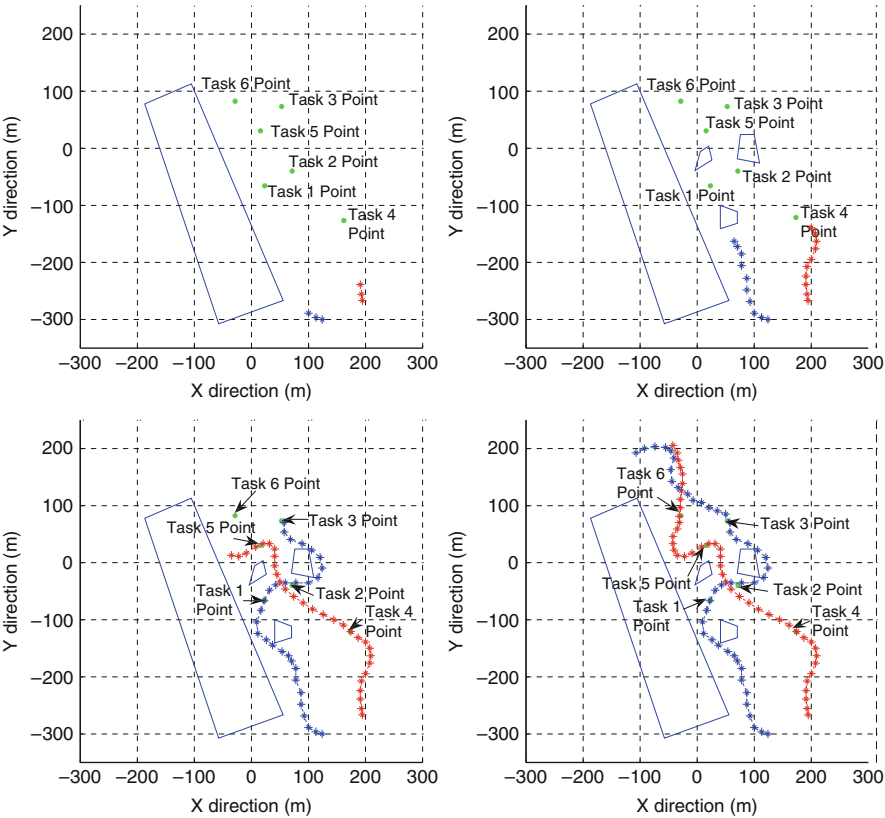 200
100
0
−100
−200
−300
−300 −200 −100 0 100 200 300
X direction (m)
Y direction (m)
Task 6 Point
Task 3 Point
Task 5 Point
Task 2 Point
Task 1 Point
Task 4
Point
200
100
0
−100
−200
−300
−300 −200 −100 0 100 200 300
X direction (m)
Y direction (m)
Task 6 Point
Task 3 Point
Task 5 Point
Task 2 Point
Task 1 Point
Task 4
Point
200
100
0
−100
−200
−300
−300 −200 −100 0 100 200 300
X direction (m)
Y direction (m)
Task 6 Point
Task 3 Point
Task 5 Point
Task 1
Point
Task 2 Point
Task 4
Point
200
100
0
−100
−200
−300
−300 −200 −100 0 100 200 300
X direction (m)
Y direction (m)
Task 6
Point
Task 3 Point
Task 5 Point
Task 2 Point
Task 1
Point
Task 4
Point